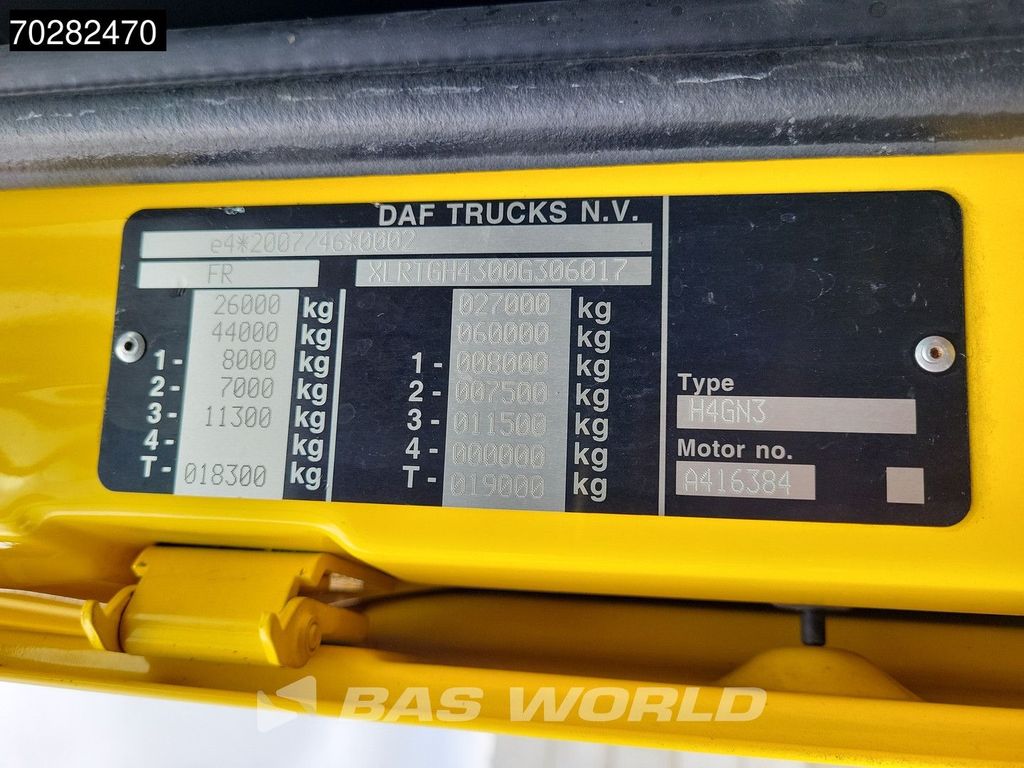 70282470
DAF TRUCKS N.V.
e4*2007/46*0002
FR XLRTGH4300G306017
26000 kg 027000 kg
44000 kg 060000 kg
1- 8000 kg 1- 008000 kg
2- 7000 kg 2- 007500 kg
3- 11300 kg 3- 011500 kg
4- kg 4- 000000 kg
T- 018300 kg T- 019000 kg
Type
H4GN3
Motor no.
A416384
BAS WORLD